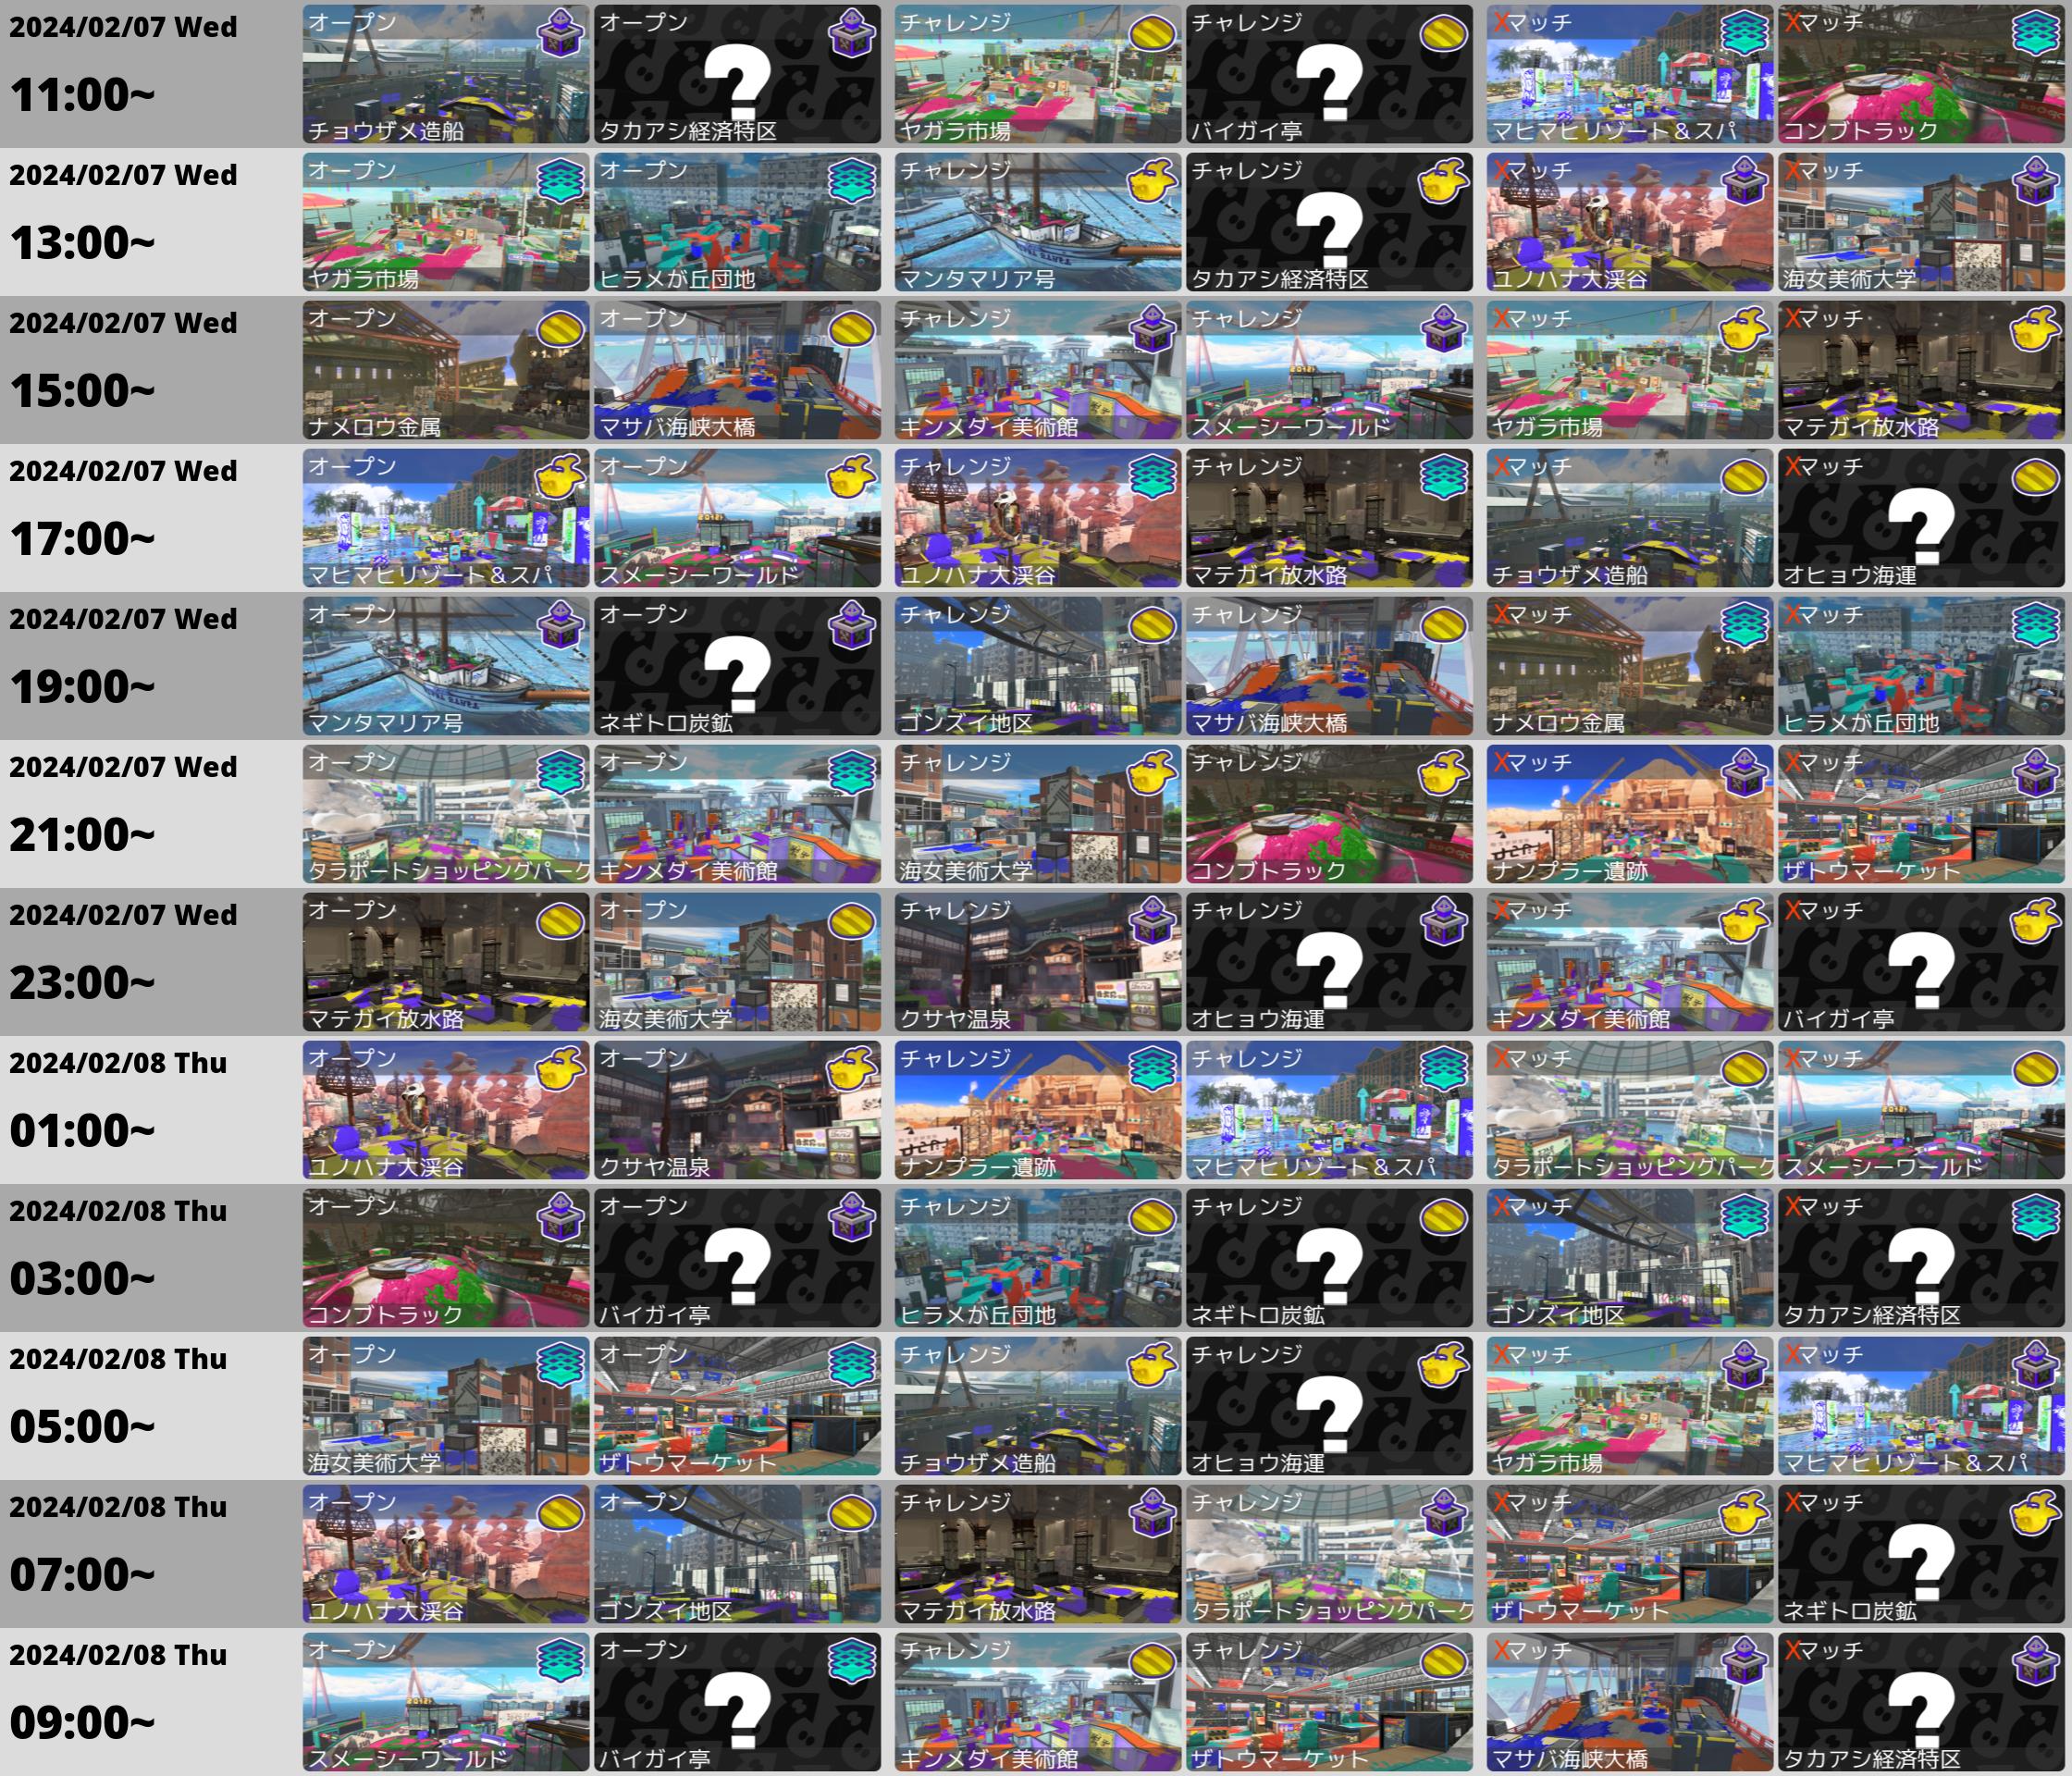 2024/02/07 Wed
11:00~
オープン
チョウザメ造船
オープン
タカアシ経済特区
チャレンジ
ヤガラ市場
チャレンジ
バイガイ亭
Xマッチ
マヒマヒリゾート＆スパ
Xマッチ
コンブトラック
2024/02/07 Wed
13:00~
オープン
ヤガラ市場
オープン
ヒラメが丘団地
チャレンジ
マンタマリア号
チャレンジ
タカアシ経済特区
Xマッチ
ユノハナ大渓谷
Xマッチ
海女美術大学
2024/02/07 Wed
15:00~
オープン
ナメロウ金属
オープン
マサバ海峡大橋
チャレンジ
キンメダイ美術館
チャレンジ
スメーシーワールド
Xマッチ
ヤガラ市場
Xマッチ
マテガイ放水路
2024/02/07 Wed
17:00~
オープン
マヒマヒリゾート＆スパ
オープン
スメーシーワールド
チャレンジ
ユノハナ大渓谷
チャレンジ
マテガイ放水路
Xマッチ
チョウザメ造船
Xマッチ
オヒョウ海運
2024/02/07 Wed
19:00~
オープン
マンタマリア号
オープン
ネギトロ炭鉱
チャレンジ
ゴンズイ地区
チャレンジ
マサバ海峡大橋
Xマッチ
ナメロウ金属
Xマッチ
ヒラメが丘団地
2024/02/07 Wed
21:00~
オープン
タラポートショッピングパーク
オープン
キンメダイ美術館
チャレンジ
海女美術大学
チャレンジ
コンブトラック
Xマッチ
ナンプラー遺跡
Xマッチ
ザトウマーケット
2024/02/07 Wed
23:00~
オープン
マテガイ放水路
オープン
海女美術大学
チャレンジ
クサヤ温泉
チャレンジ
オヒョウ海運
Xマッチ
キンメダイ美術館
Xマッチ
バイガイ亭
2024/02/08 Thu
01:00~
オープン
ユノハナ大渓谷
オープン
クサヤ温泉
チャレンジ
ナンプラー遺跡
チャレンジ
マヒマヒリゾート＆スパ
Xマッチ
タラポートショッピングパーク
Xマッチ
スメーシーワールド
2024/02/08 Thu
03:00~
オープン
コンブトラック
オープン
バイガイ亭
チャレンジ
ヒラメが丘団地
チャレンジ
ネギトロ炭鉱
Xマッチ
ゴンズイ地区
Xマッチ
タカアシ経済特区
2024/02/08 Thu
05:00~
オープン
海女美術大学
オープン
ザトウマーケット
チャレンジ
チョウザメ造船
チャレンジ
オヒョウ海運
Xマッチ
ヤガラ市場
Xマッチ
マヒマヒリゾート＆スパ
2024/02/08 Thu
07:00~
オープン
ユノハナ大渓谷
オープン
ゴンズイ地区
チャレンジ
マテガイ放水路
チャレンジ
タラポートショッピングパーク
Xマッチ
ザトウマーケット
Xマッチ
ネギトロ炭鉱
2024/02/08 Thu
09:00~
オープン
スメーシーワールド
オープン
バイガイ亭
チャレンジ
キンメダイ美術館
チャレンジ
ザトウマーケット
Xマッチ
マサバ海峡大橋
Xマッチ
タカアシ経済特区